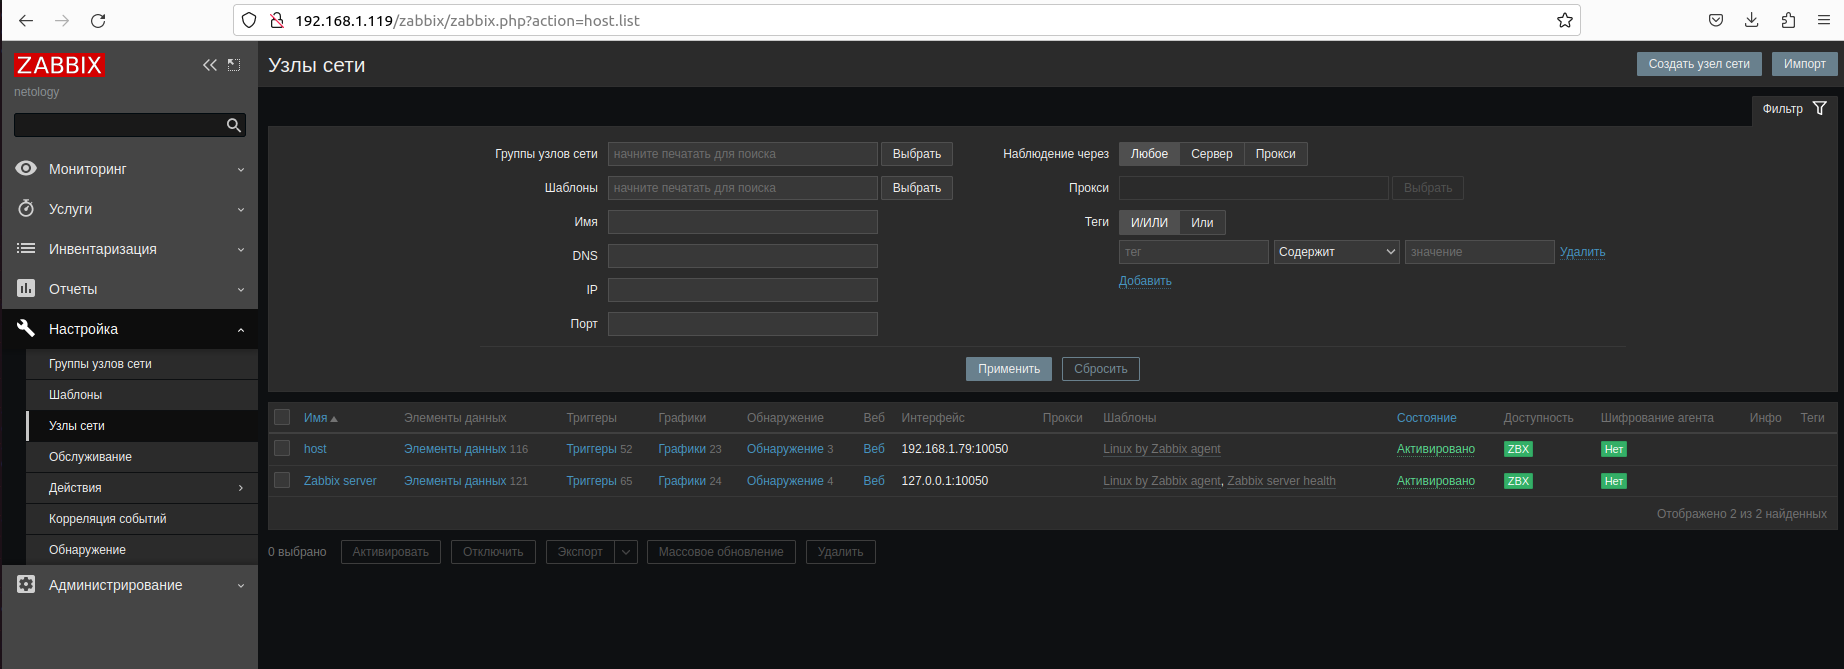 192.168.1.119/zabbix/zabbix.php?action=host.list
ZABBIX
netology
Мониторинг
Услуги
Инвентаризация
Отчеты
Настройка
Группы узлов сети
Шаблоны
Узлы сети
Обслуживание
Действия
Корреляция событий
Обнаружение
Администрирование
Узлы сети
Создать узел сети Импорт
Фильтр
Группы узлов сети начните печатать для поиска Выбрать
Шаблоны начните печатать для поиска Выбрать
Имя
DNS
IP
Порт
Наблюдение через Любое Сервер Прокси
Прокси Выбрать
Теги И/ИЛИ Или
тег Содержит значение Удалить
Добавить
Применить Сбросить
Имя Элементы данных Триггеры Графики Обнаружение Веб Интерфейс Прокси Шаблоны Состояние Доступность Шифрование агента Инфо Теги
host Элементы данных 116 Триггеры 52 Графики 23 Обнаружение 3 Веб 192.168.1.79:10050 Linux by Zabbix agent Активировано ZBX Нет
Zabbix server Элементы данных 121 Триггеры 65 Графики 24 Обнаружение 4 Веб 127.0.0.1:10050 Linux by Zabbix agent, Zabbix server health Активировано ZBX Нет
Отображено 2 из 2 найденных
0 выбрано Активировать Отключить Экспорт Массовое обновление Удалить